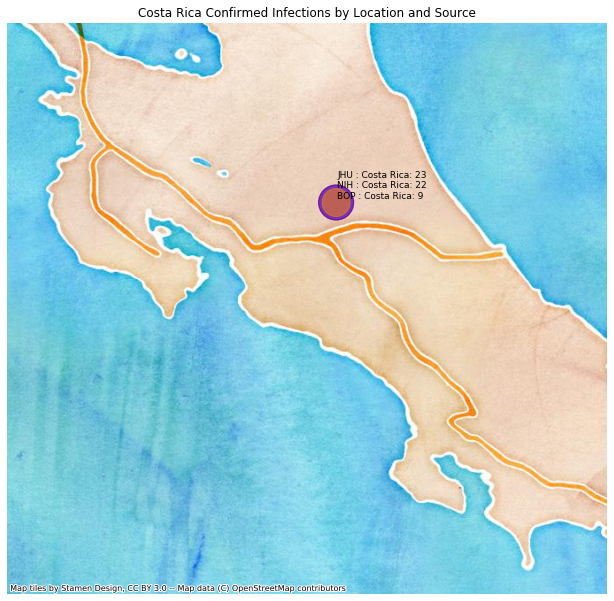 Costa Rica Confirmed Infections by Location and Source
JHU : Costa Rica: 23
NIH : Costa Rica: 22
BOP : Costa Rica: 9
Map tiles by Stamen Design, CC BY 3.0 -- Map data (C) OpenStreetMap contributors